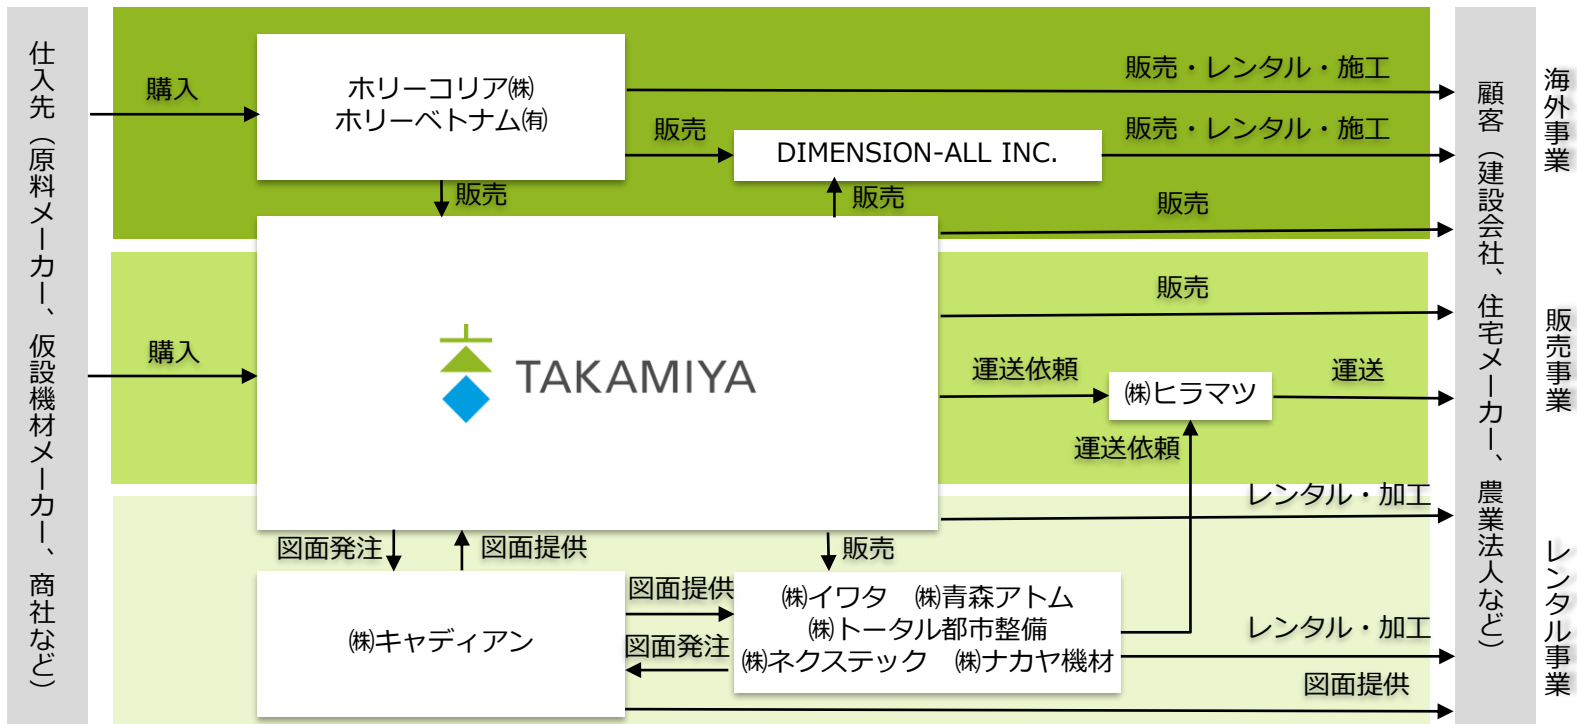 仕入先（原料メーカー、仮設機材メーカー、商社など）
購入
ホリーコリア㈱
ホリーベトナム㈲
販売・レンタル・施工
販売
DIMENSION-ALL INC.
販売・レンタル・施工
販売
販売
販売
購入
TAKAMIYA
販売
運送依頼
㈱ヒラマツ
運送
運送依頼
レンタル・加工
図面発注
図面提供
販売
㈱キャディアン
図面提供
図面発注
㈱イワタ　㈱青森アトム
㈱トータル都市整備
㈱ネクステック　㈱ナカヤ機材
レンタル・加工
図面提供
顧客（建設会社、住宅メーカー、農業法人など）
海外事業
販売事業
レンタル事業